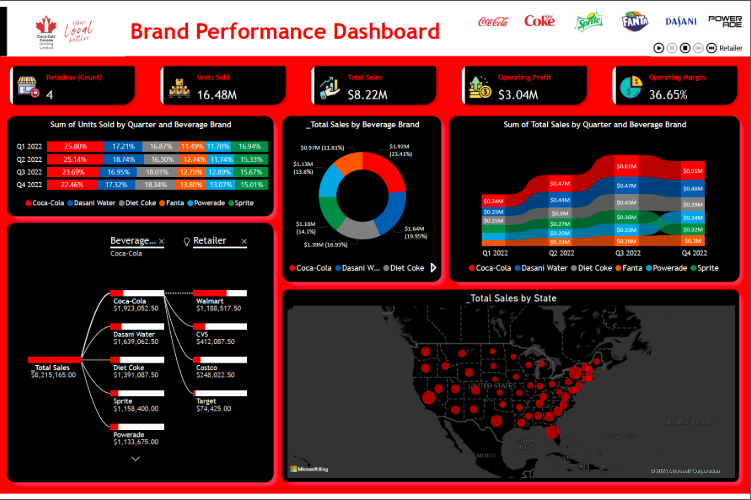 Coca-Cola
Canada
Bottling
Limited
Your
Local
Bottler
Brand Performance Dashboard
Coca-Cola
Coke
Sprite
FANTA
DASANI
POWER
ADE
Retailer
Retailers (Count)
4
Units Sold
16.48M
Total Sales
$8.22M
Operating Profit
$3.04M
Operating Margin
36.65%
Sum of Units Sold by Quarter and Beverage Brand
Q1 2022 25.80% 17.21% 16.87% 11.49% 11.70% 16.94%
Q2 2022 25.14% 18.74% 16.30% 12.74% 11.74% 15.33%
Q3 2022 23.69% 16.95% 18.01% 12.79% 12.89% 15.67%
Q4 2022 22.46% 17.32% 18.34% 13.80% 13.07% 15.01%
Coca-Cola Dasani Water Diet Coke Fanta Powerade Sprite
_Total Sales by Beverage Brand
$0.97M (11.81%)
$1.92M
(23.41%)
$1.13M
(13.8%)
$1.16M
(14.1%)
$1.64M
(19.95%)
$1.39M (16.93%)
Coca-Cola Dasani W... Diet Coke
Sum of Total Sales by Quarter and Beverage Brand
$0.34M $0.47M $0.61M $0.51M
$0.23M $0.44M $0.47M $0.48M
$0.25M $0.3M $0.45M $0.39M
$0.27M $0.36M $0.34M
$0.33M $0.32M
$0.23M $0.28M $0.3M
Q1 2022 Q2 2022 Q3 2022 Q4 2022
Coca-Cola Dasani Water Diet Coke Fanta Powerade Sprite
Beverage... × Retailer ×
Coca-Cola
Total Sales
$8,215,165.00
Coca-Cola
$1,923,052.50
Dasani Water
$1,639,062.50
Diet Coke
$1,391,087.50
Sprite
$1,158,400.00
Powerade
$1,133,675.00
Walmart
$1,188,517.50
CVS
$412,087.50
Costco
$248,022.50
Target
$74,425.00
_Total Sales by State
UNITED STATES
MEXICO
Microsoft Bing
© 2024 Microsoft Corporation